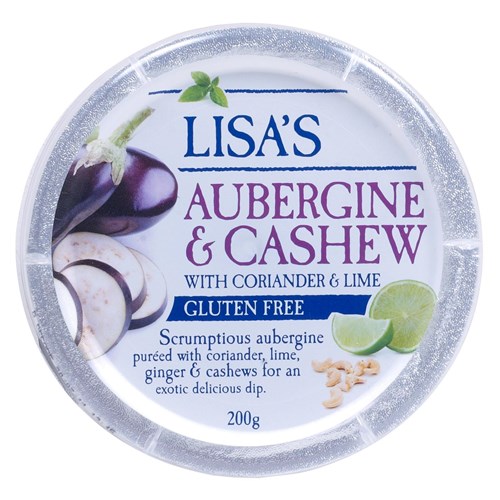 LISA'S
AUBERGINE
& CASHEW
WITH CORIANDER & LIME
GLUTEN FREE
Scrumptious aubergine
puréed with coriander, lime,
ginger & cashews for an
exotic delicious dip.
200g